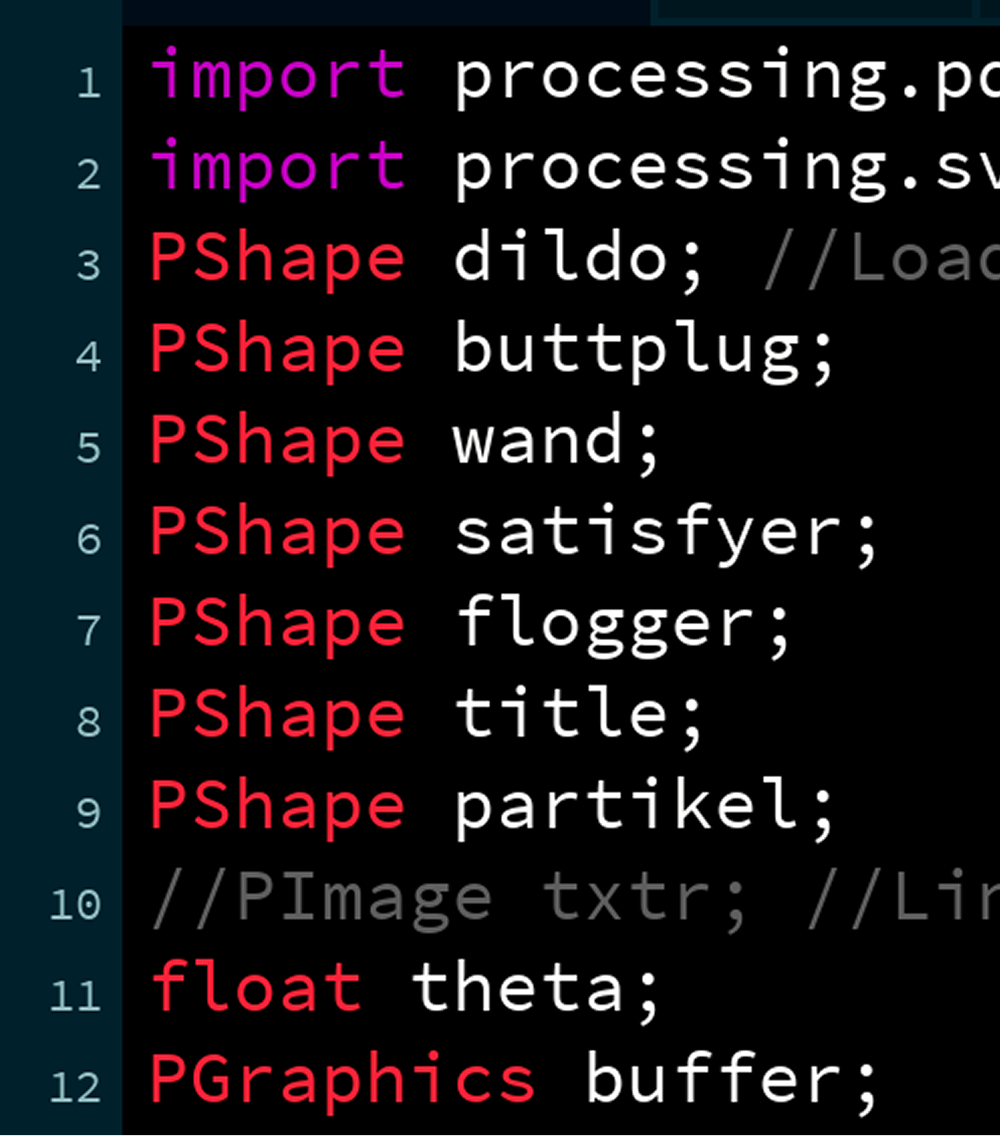 1 import processing.pd
2 import processing.sv
3 PShape dildo; //Load
4 PShape buttplug;
5 PShape wand;
6 PShape satisfyer;
7 PShape flogger;
8 PShape title;
9 PShape partikel;
10 //PImage txtr; //Lin
11 float theta;
12 PGraphics buffer;